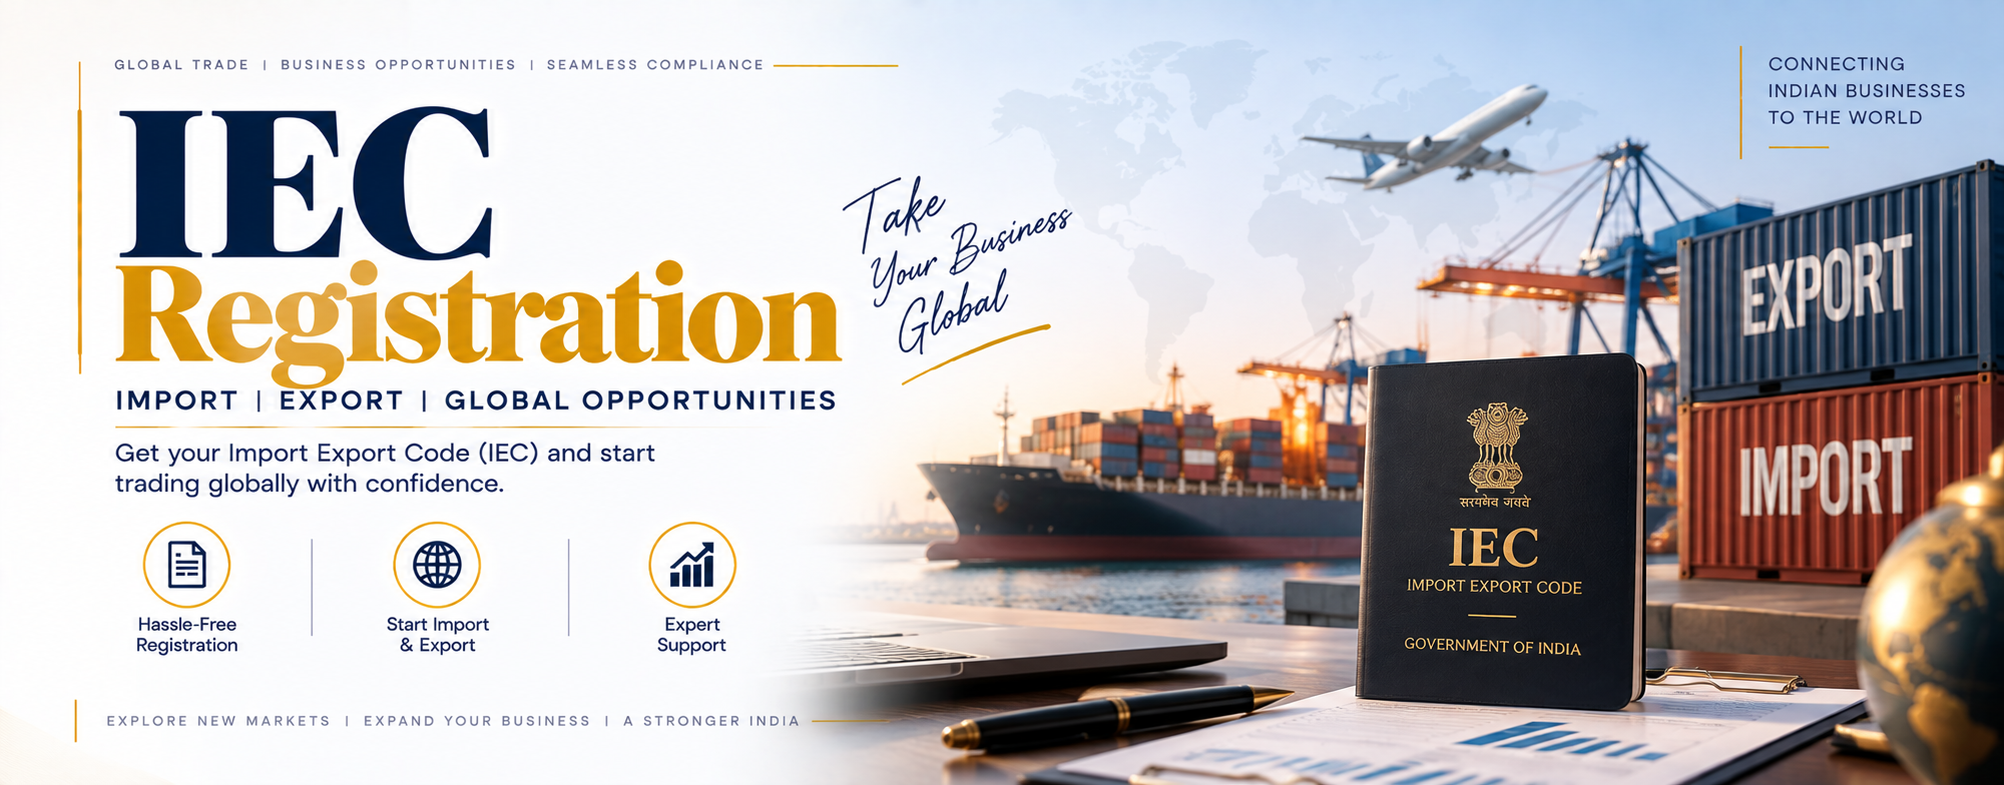 GLOBAL TRADE | BUSINESS OPPORTUNITIES | SEAMLESS COMPLIANCE
IEC
Registration
IMPORT | EXPORT | GLOBAL OPPORTUNITIES
Get your Import Export Code (IEC) and start
trading globally with confidence.
Hassle-Free
Registration
Start Import
& Export
Expert
Support
EXPLORE NEW MARKETS | EXPAND YOUR BUSINESS | A STRONGER INDIA
Take
Your Business
Global
CONNECTING
INDIAN BUSINESSES
TO THE WORLD
EXPORT
IMPORT
सत्यमेव जयते
IEC
IMPORT EXPORT CODE
GOVERNMENT OF INDIA